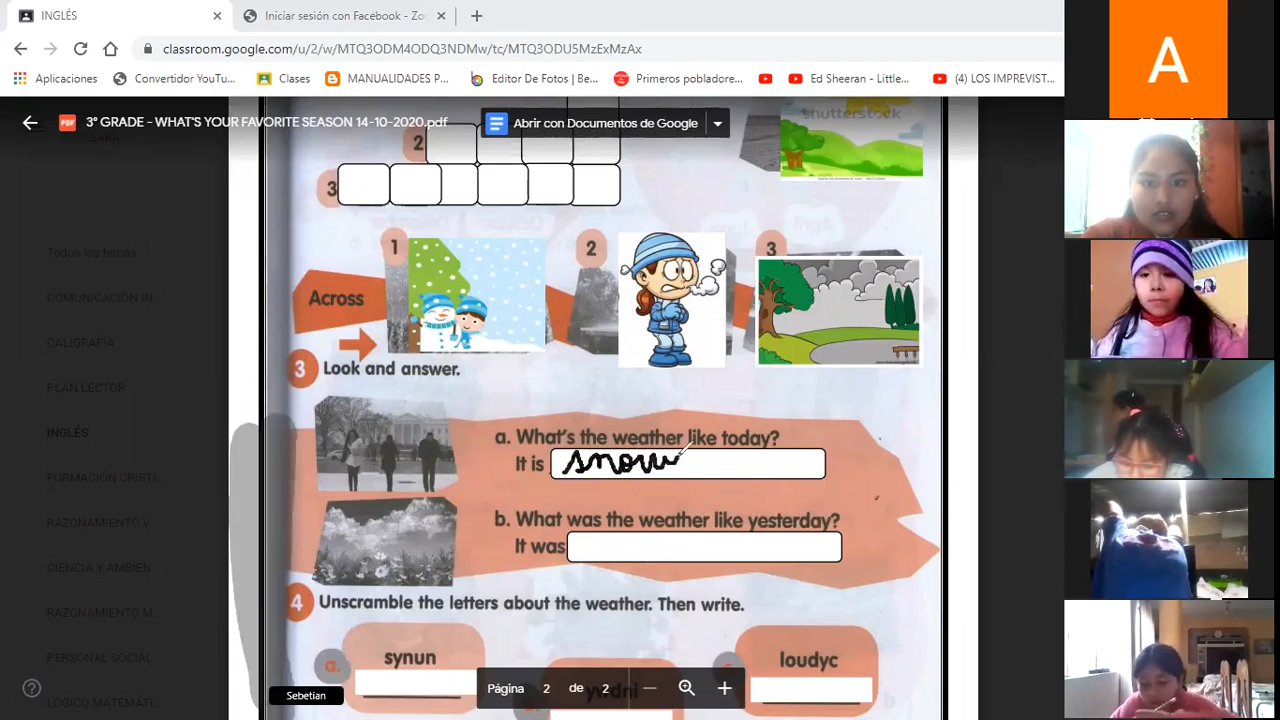 INGLÉS
Iniciar sesión con Facebook - Zo
classroom.google.com/u/2/w/MTQ3ODM4ODQ3NDMw/tc/MTQ3ODU5MzExMzAx
Aplicaciones
Convertidor YouTu...
Clases
MANUALIDADES P...
Editor De Fotos | Be...
Primeros pobladore...
Ed Sheeran - Little...
(4) LOS IMPREVIST...
A
PDF
3° GRADE - WHAT'S YOUR FAVORITE SEASON 14-10-2020.pdf
Abrir con Documentos de Google
shutterstock
2
3
Todos los temas
COMUNICACIÓN IN...
CALIGRAFÍA
PLAN LECTOR
INGLÉS
FORMACION CRISTI...
RAZONAMIENTO V
CIENCIA Y AMBIEN
RAZONAMIENTO M...
PERSONAL SOCIAL
LÓGICO MATEMÁTI...
1
2
3
Across
3 Look and answer.
a. What's the weather like today?
It is snow
b. What was the weather like yesterday?
It was
4 Unscramble the letters about the weather. Then write.
a. synun
ywdni
c. loudyc
Sebetian
Página 2 de 2